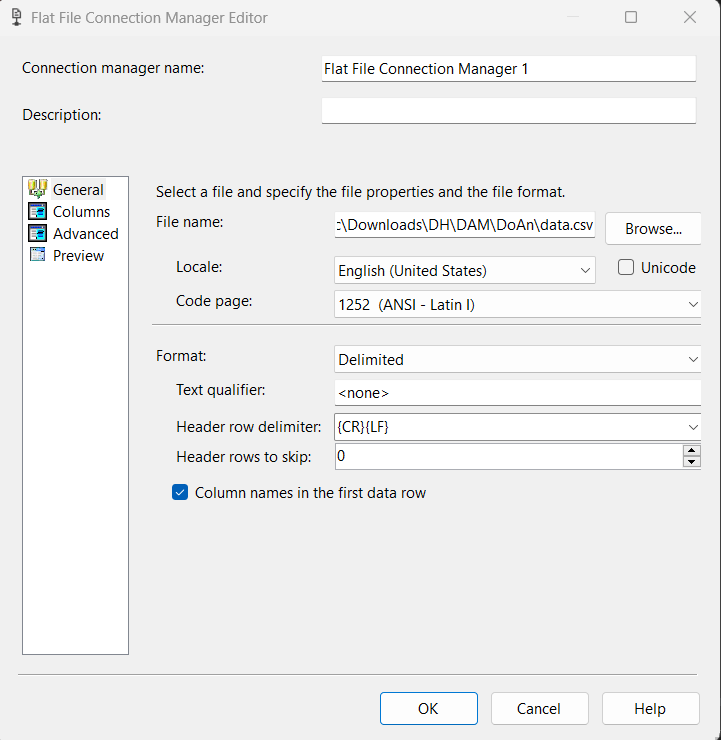 Flat File Connection Manager Editor
Connection manager name: Flat File Connection Manager 1
Description:
General
Columns
Advanced
Preview
Select a file and specify the file properties and the file format.
File name: :\Downloads\DH\DAM\DoAn\data.csv Browse...
Locale: English (United States) Unicode
Code page: 1252 (ANSI - Latin I)
Format: Delimited
Text qualifier: <none>
Header row delimiter: {CR}{LF}
Header rows to skip: 0
Column names in the first data row
OK Cancel Help